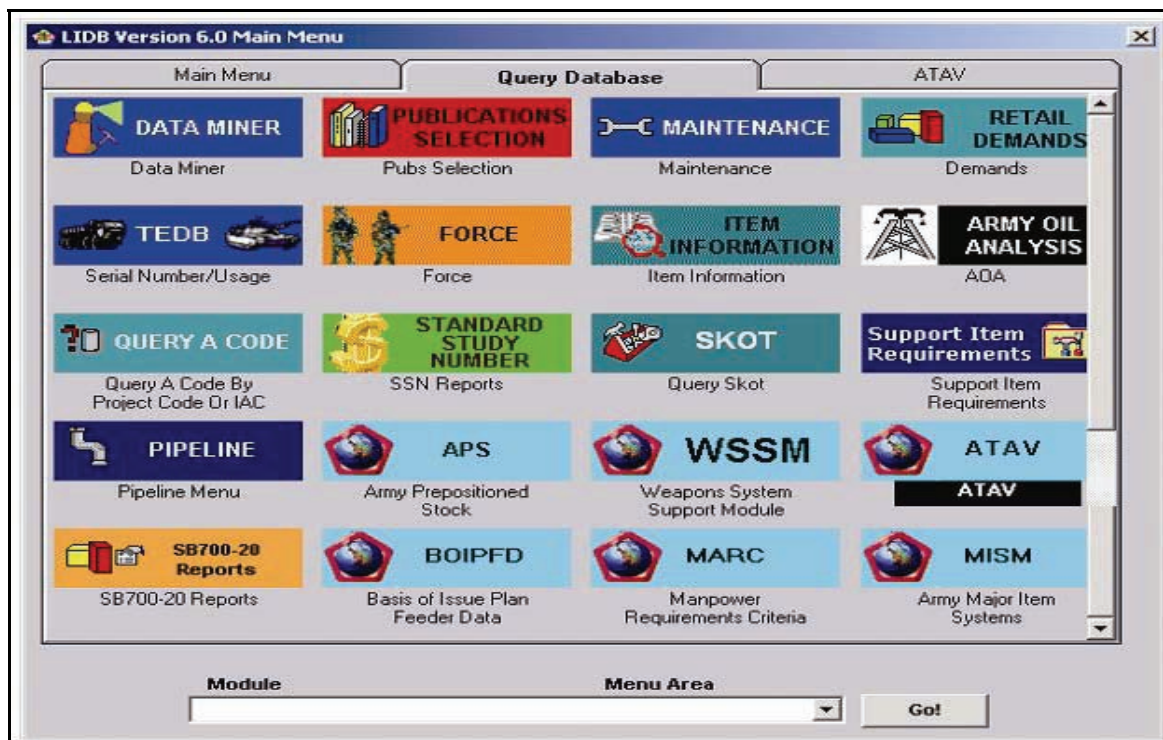 LIDB Version 6.0 Main Menu
Main Menu
Query Database
ATAV
DATA MINER
Data Miner
PUBLICATIONS
SELECTION
Pubs Selection
MAINTENANCE
Maintenance
RETAIL
DEMANDS
Demands
TEDB
Serial Number/Usage
FORCE
Force
ITEM
INFORMATION
Item Information
ARMY OIL
ANALYSIS
AOA
QUERY A CODE
Query A Code By
Project Code Or IAC
STANDARD
STUDY
NUMBER
SSN Reports
SKOT
Query Skot
Support Item
Requirements
Support Item
Requirements
PIPELINE
Pipeline Menu
APS
Army Prepositioned
Stock
WSSM
Weapons System
Support Module
ATAV
ATAV
SB700-20
Reports
SB700-20 Reports
BOIPFD
Basis of Issue Plan
Feeder Data
MARC
Manpower
Requirements Criteria
MISM
Army Major Item
Systems
Module
Menu Area
Go!